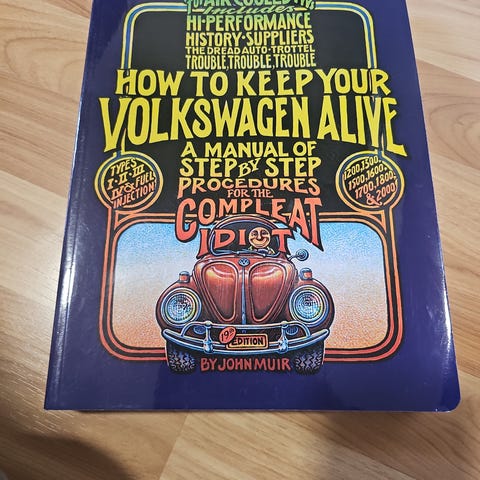 AIR COOLED
Includes
HI·PERFORMANCE
HISTORY·SUPPLIERS
THE DREAD AUTO·TROTTEL
TROUBLE, TROUBLE, TROUBLE
HOW TO KEEP YOUR
VOLKSWAGEN ALIVE
A MANUAL OF
STEP BY STEP
PROCEDURES
FOR THE
COMPLEAT
IDIOT
TYPES
I·II·III
IV & FUEL
INJECTION
1200, 1300,
1500, 1600,
1700, 1800,
& 2000
VW
19th
EDITION
BY JOHN MUIR